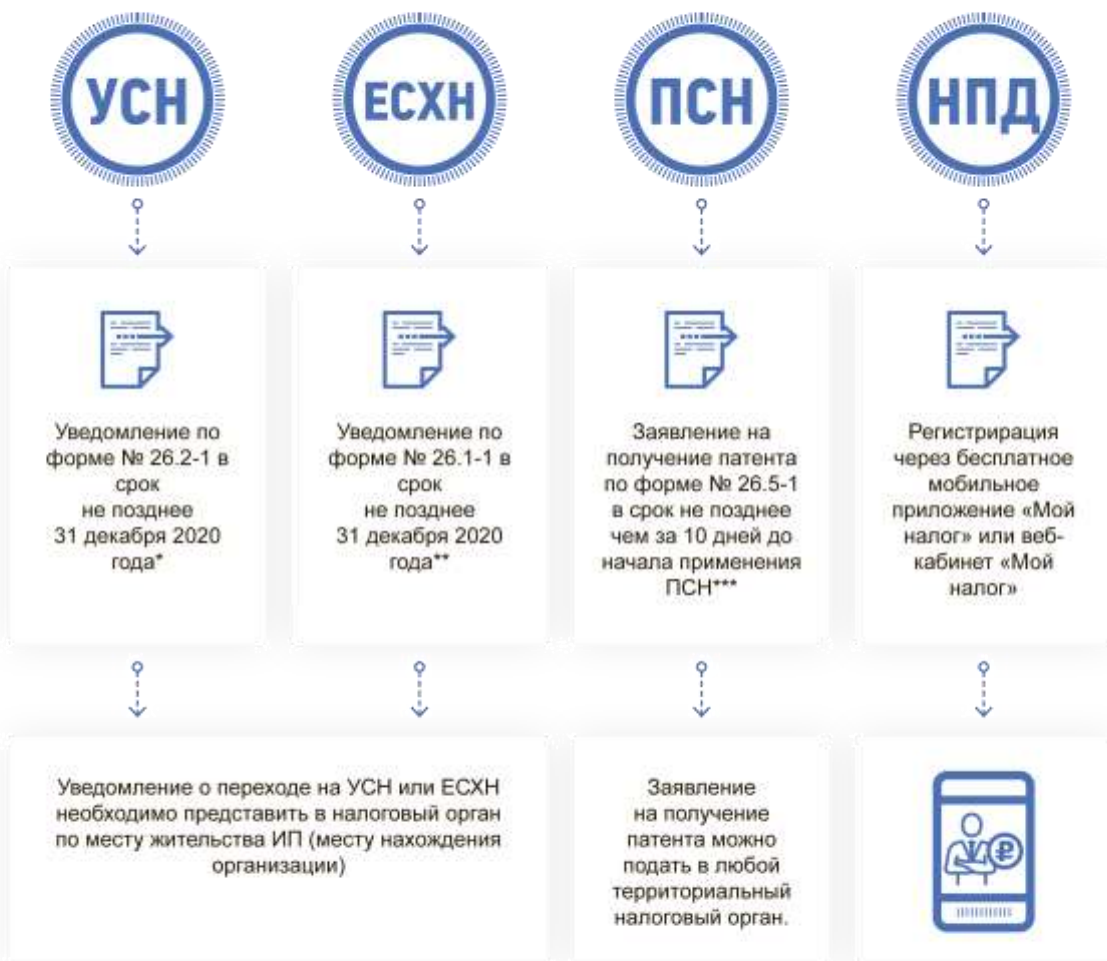 УСН
ЕСХН
ПСН
НПД
Уведомление по
форме № 26.2-1 в
срок
не позднее
31 декабря 2020
года*
Уведомление по
форме № 26.1-1 в
срок
не позднее
31 декабря 2020
года**
Заявление на
получение патента
по форме № 26.5-1
в срок не позднее
чем за 10 дней до
начала применения
ПСН***
Регистрирация
через бесплатное
мобильное
приложение «Мой
налог» или веб-
кабинет «Мой
налог»
Уведомление о переходе на УСН или ЕСХН
необходимо представить в налоговый орган
по месту жительства ИП (месту нахождения
организации)
Заявление
на получение
патента можно
подать в любой
территориальный
налоговый орган.
₽